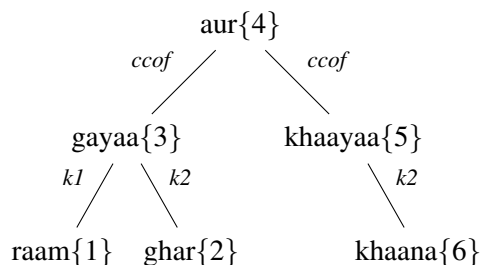 aur{4}
ccof ccof
gayaa{3} khaayaa{5}
k1 k2 k2
raam{1} ghar{2} khaana{6}